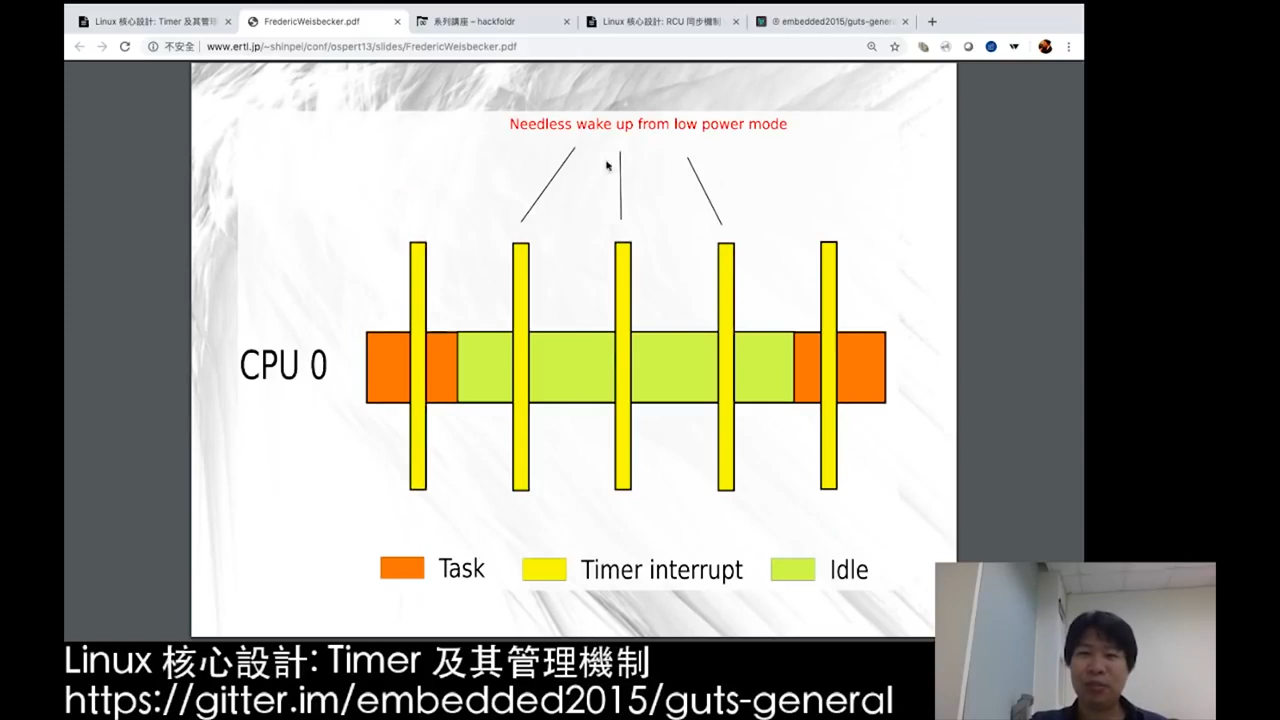 Linux 核心設計: Timer 及其管理
FredericWeisbecker.pdf
系列講座 – hackfoldr
Linux 核心設計: RCU 同步機制
embedded2015/guts-gener
不安全
www.ertl.jp/~shinpei/conf/ospert13/slides/FredericWeisbecker.pdf
Needless wake up from low power mode
CPU 0
Task
Timer interrupt
Idle
Linux 核心設計: Timer 及其管理機制
https://gitter.im/embedded2015/guts-general